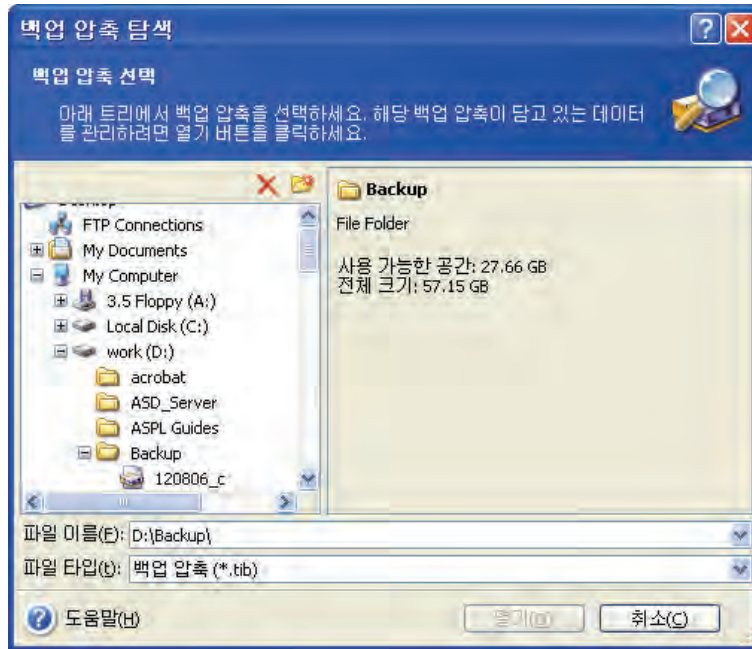 백업 압축 탐색
백업 압축 선택
아래 트리에서 백업 압축을 선택하세요. 해당 백업 압축이 담고 있는 데이터
를 관리하려면 열기 버튼을 클릭하세요.
FTP Connections
My Documents
My Computer
3.5 Floppy (A:)
Local Disk (C:)
work (D:)
acrobat
ASD_Server
ASPL Guides
Backup
120806_c
Backup
File Folder
사용 가능한 공간: 27.66 GB
전체 크기: 57.15 GB
파일 이름(F): D:\Backup\
파일 타입(t): 백업 압축 (*.tib)
도움말(H)
열기(O)
취소(C)